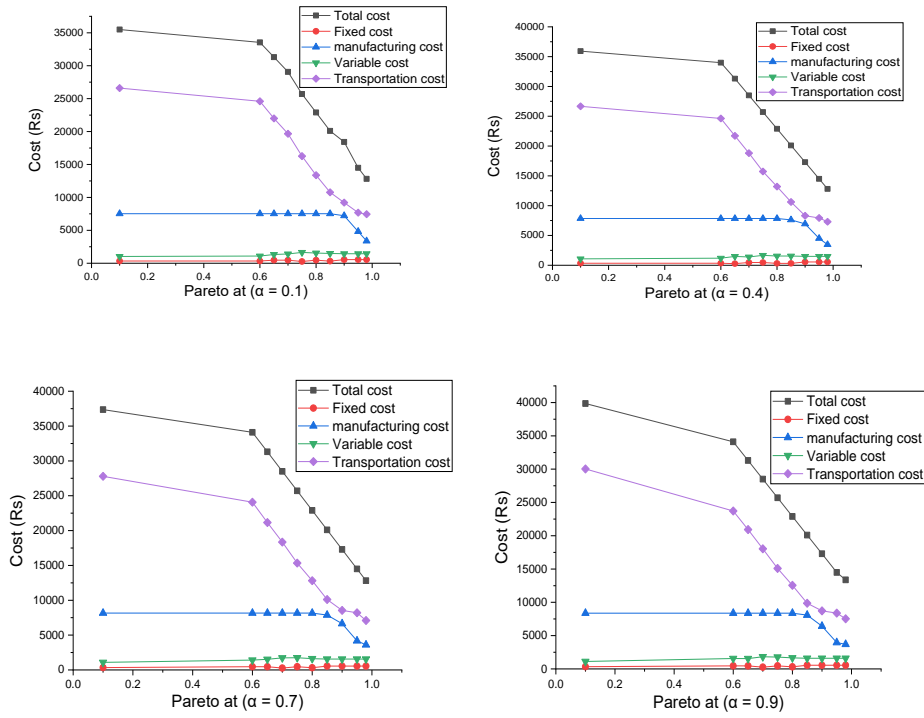 Total cost
Fixed cost
manufacturing cost
Variable cost
Transportation cost
35000
30000
25000
20000
15000
10000
5000
0
Cost (Rs)
0.0 0.2 0.4 0.6 0.8 1.0
Pareto at (α = 0.1)
Total cost
Fixed cost
manufacturing cost
Variable cost
Transportation cost
40000
35000
30000
25000
20000
15000
10000
5000
0
Cost (Rs)
0.0 0.2 0.4 0.6 0.8 1.0
Pareto at (α = 0.4)
Total cost
Fixed cost
manufacturing cost
Variable cost
Transportation cost
40000
35000
30000
25000
20000
15000
10000
5000
0
Cost (Rs)
0.0 0.2 0.4 0.6 0.8 1.0
Pareto at (α = 0.7)
Total cost
Fixed cost
manufacturing cost
Variable cost
Transportation cost
40000
35000
30000
25000
20000
15000
10000
5000
0
Cost (Rs)
0.0 0.2 0.4 0.6 0.8 1.0
Pareto at (α = 0.9)